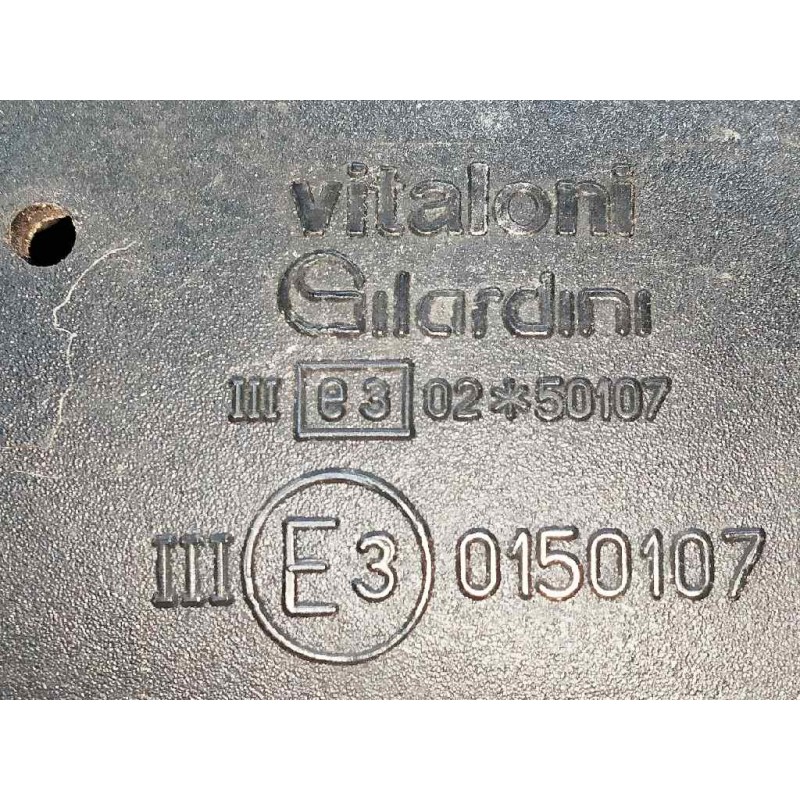 vitaloni
Gilardini
III e3 02*50107
III E3 0150107